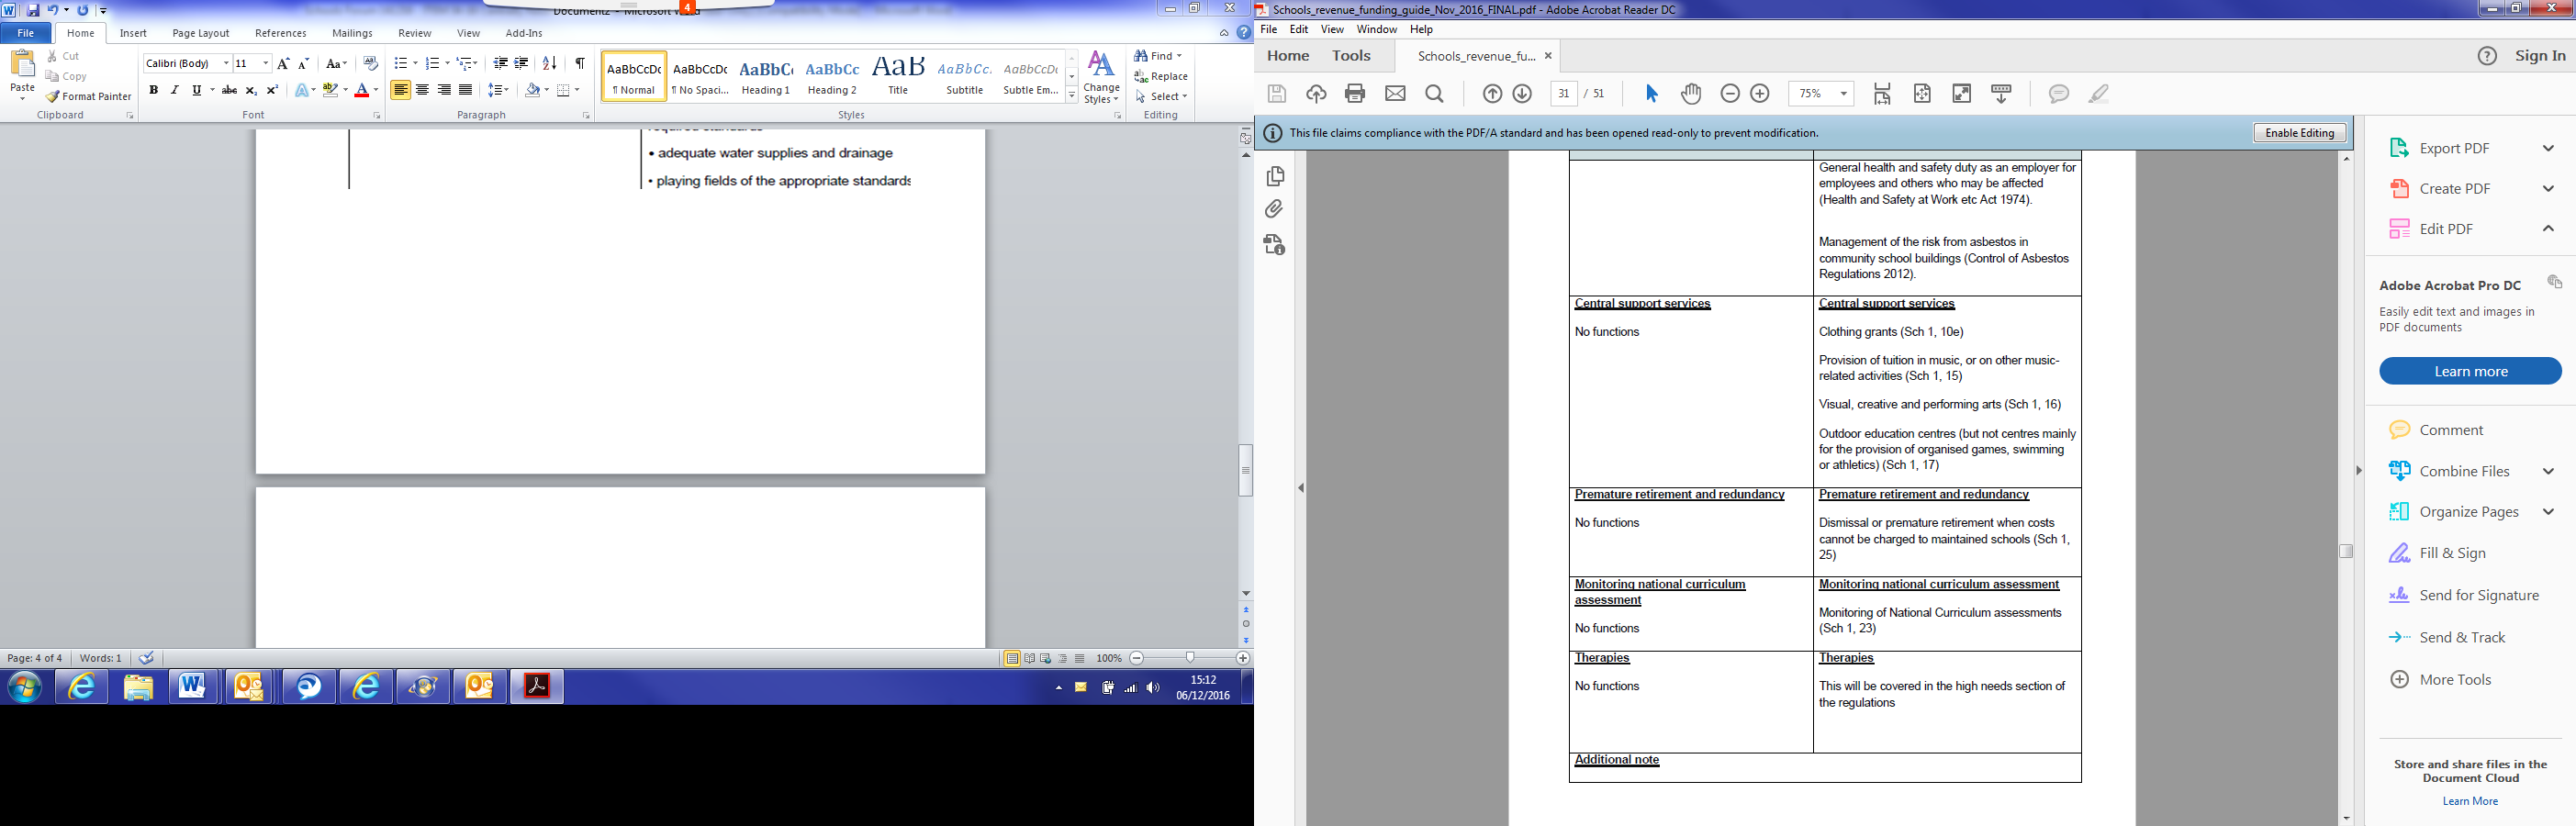 Document2 - Microsoft Word
4
File Home Insert Page Layout References Mailings Review View Add-Ins
Cut
Copy
Format Painter
Paste
Clipboard
Calibri (Body) 11
Font
Paragraph
AaBbCcDc AaBbCcDc AaBbC AaBbCc AaB AaBbCc. AaBbCcDc
¶ Normal ¶ No Spaci... Heading 1 Heading 2 Title Subtitle Subtle Em...
Change
Styles
Styles
Find
Replace
Select
Editing
required standards
• adequate water supplies and drainage
• playing fields of the appropriate standards
Page: 4 of 4 Words: 1 100%
15:12
06/12/2016
Schools_revenue_funding_guide_Nov_2016_FINAL.pdf - Adobe Acrobat Reader DC
File Edit View Window Help
Home Tools Schools_revenue_fu... × Sign In
31 / 51 75%
This file claims compliance with the PDF/A standard and has been opened read-only to prevent modification. Enable Editing
General health and safety duty as an employer for
employees and others who may be affected
(Health and Safety at Work etc Act 1974).
Management of the risk from asbestos in
community school buildings (Control of Asbestos
Regulations 2012).
Central support services
No functions
Central support services
Clothing grants (Sch 1, 10e)
Provision of tuition in music, or on other music-
related activities (Sch 1, 15)
Visual, creative and performing arts (Sch 1, 16)
Outdoor education centres (but not centres mainly
for the provision of organised games, swimming
or athletics) (Sch 1, 17)
Premature retirement and redundancy
No functions
Premature retirement and redundancy
Dismissal or premature retirement when costs
cannot be charged to maintained schools (Sch 1,
25)
Monitoring national curriculum
assessment
No functions
Monitoring national curriculum assessment
Monitoring of National Curriculum assessments
(Sch 1, 23)
Therapies
No functions
Therapies
This will be covered in the high needs section of
the regulations
Additional note
Export PDF
Create PDF
Edit PDF
Adobe Acrobat Pro DC
Easily edit text and images in
PDF documents
Learn more
Comment
Combine Files
Organize Pages
Fill & Sign
Send for Signature
Send & Track
More Tools
Store and share files in the
Document Cloud
Learn More